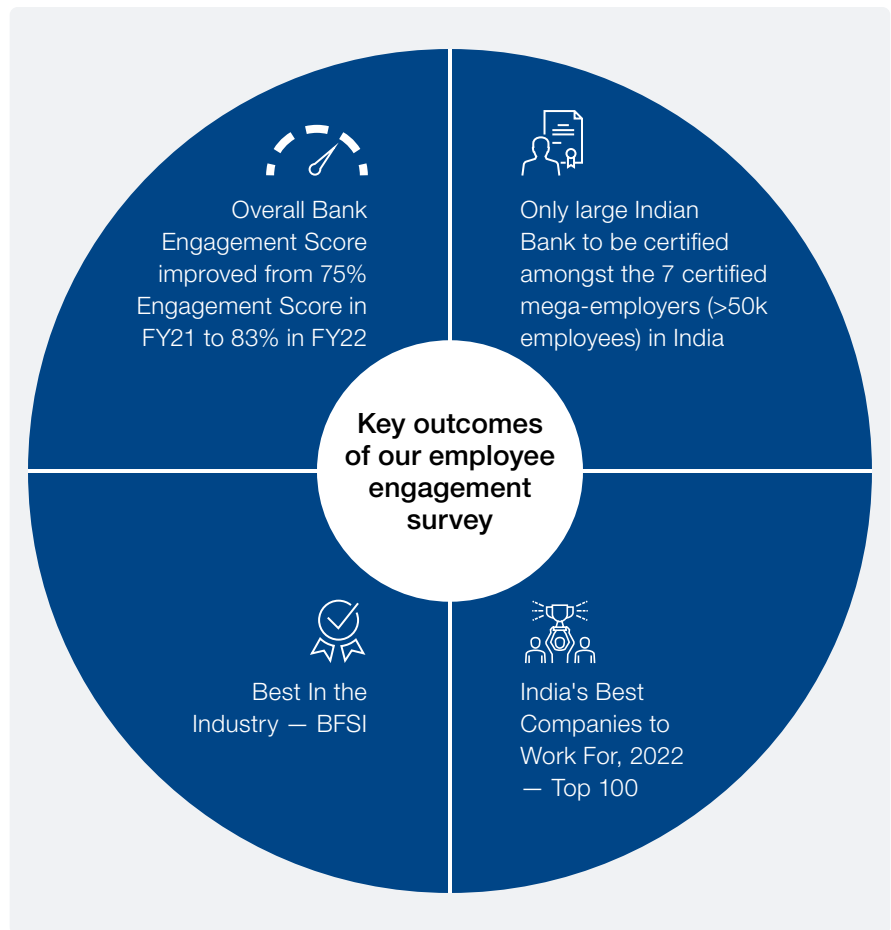 Overall Bank
Engagement Score
improved from 75%
Engagement Score in
FY21 to 83% in FY22
Only large Indian
Bank to be certified
amongst the 7 certified
mega-employers (>50k
employees) in India
Key outcomes
of our employee
engagement
survey
Best In the
Industry — BFSI
India's Best
Companies to
Work For, 2022
— Top 100